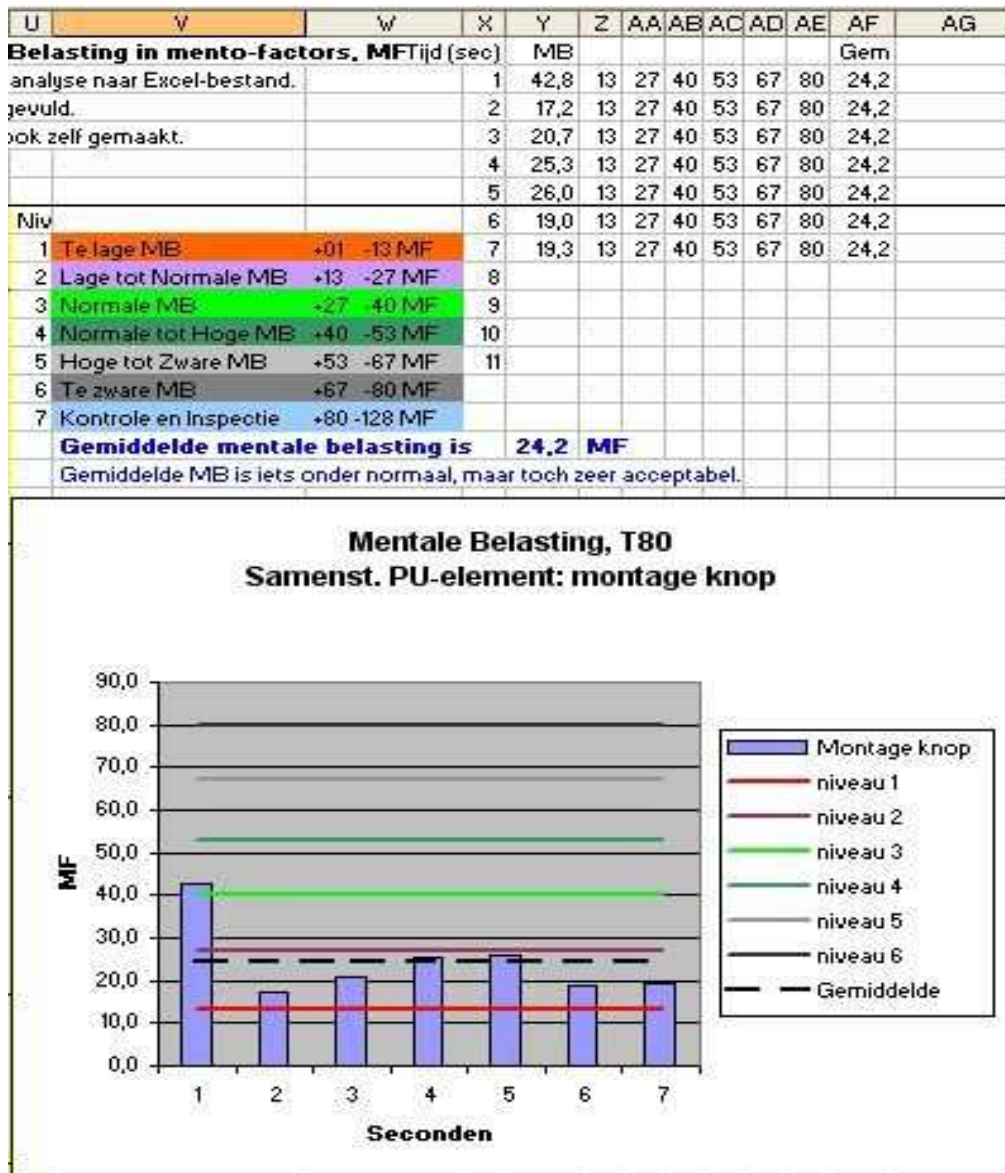 U V W X Y Z AA AB AC AD AE AF AG
Belasting in mento-factors, MF Tijd (sec) MB Gem
analyse naar Excel-bestand. 1 42,8 13 27 40 53 67 80 24,2
gevuld. 2 17,2 13 27 40 53 67 80 24,2
ook zelf gemaakt. 3 20,7 13 27 40 53 67 80 24,2
4 25,3 13 27 40 53 67 80 24,2
5 26,0 13 27 40 53 67 80 24,2
Niv 6 19,0 13 27 40 53 67 80 24,2
1 Te lage MB +01 -13 MF 7 19,3 13 27 40 53 67 80 24,2
2 Lage tot Normale MB +13 -27 MF 8
3 Normale MB +27 -40 MF 9
4 Normale tot Hoge MB +40 -53 MF 10
5 Hoge tot Zware MB +53 -67 MF 11
6 Te zware MB +67 -80 MF
7 Kontrole en Inspectie +80 -128 MF
Gemiddelde mentale belasting is 24,2 MF
Gemiddelde MB is iets onder normaal, maar toch zeer acceptabel.
Mentale Belasting, T80
Samenst. PU-element: montage knop
MF
90,0
80,0
70,0
60,0
50,0
40,0
30,0
20,0
10,0
0,0
1 2 3 4 5 6 7
Seconden
Montage knop
niveau 1
niveau 2
niveau 3
niveau 4
niveau 5
niveau 6
Gemiddelde